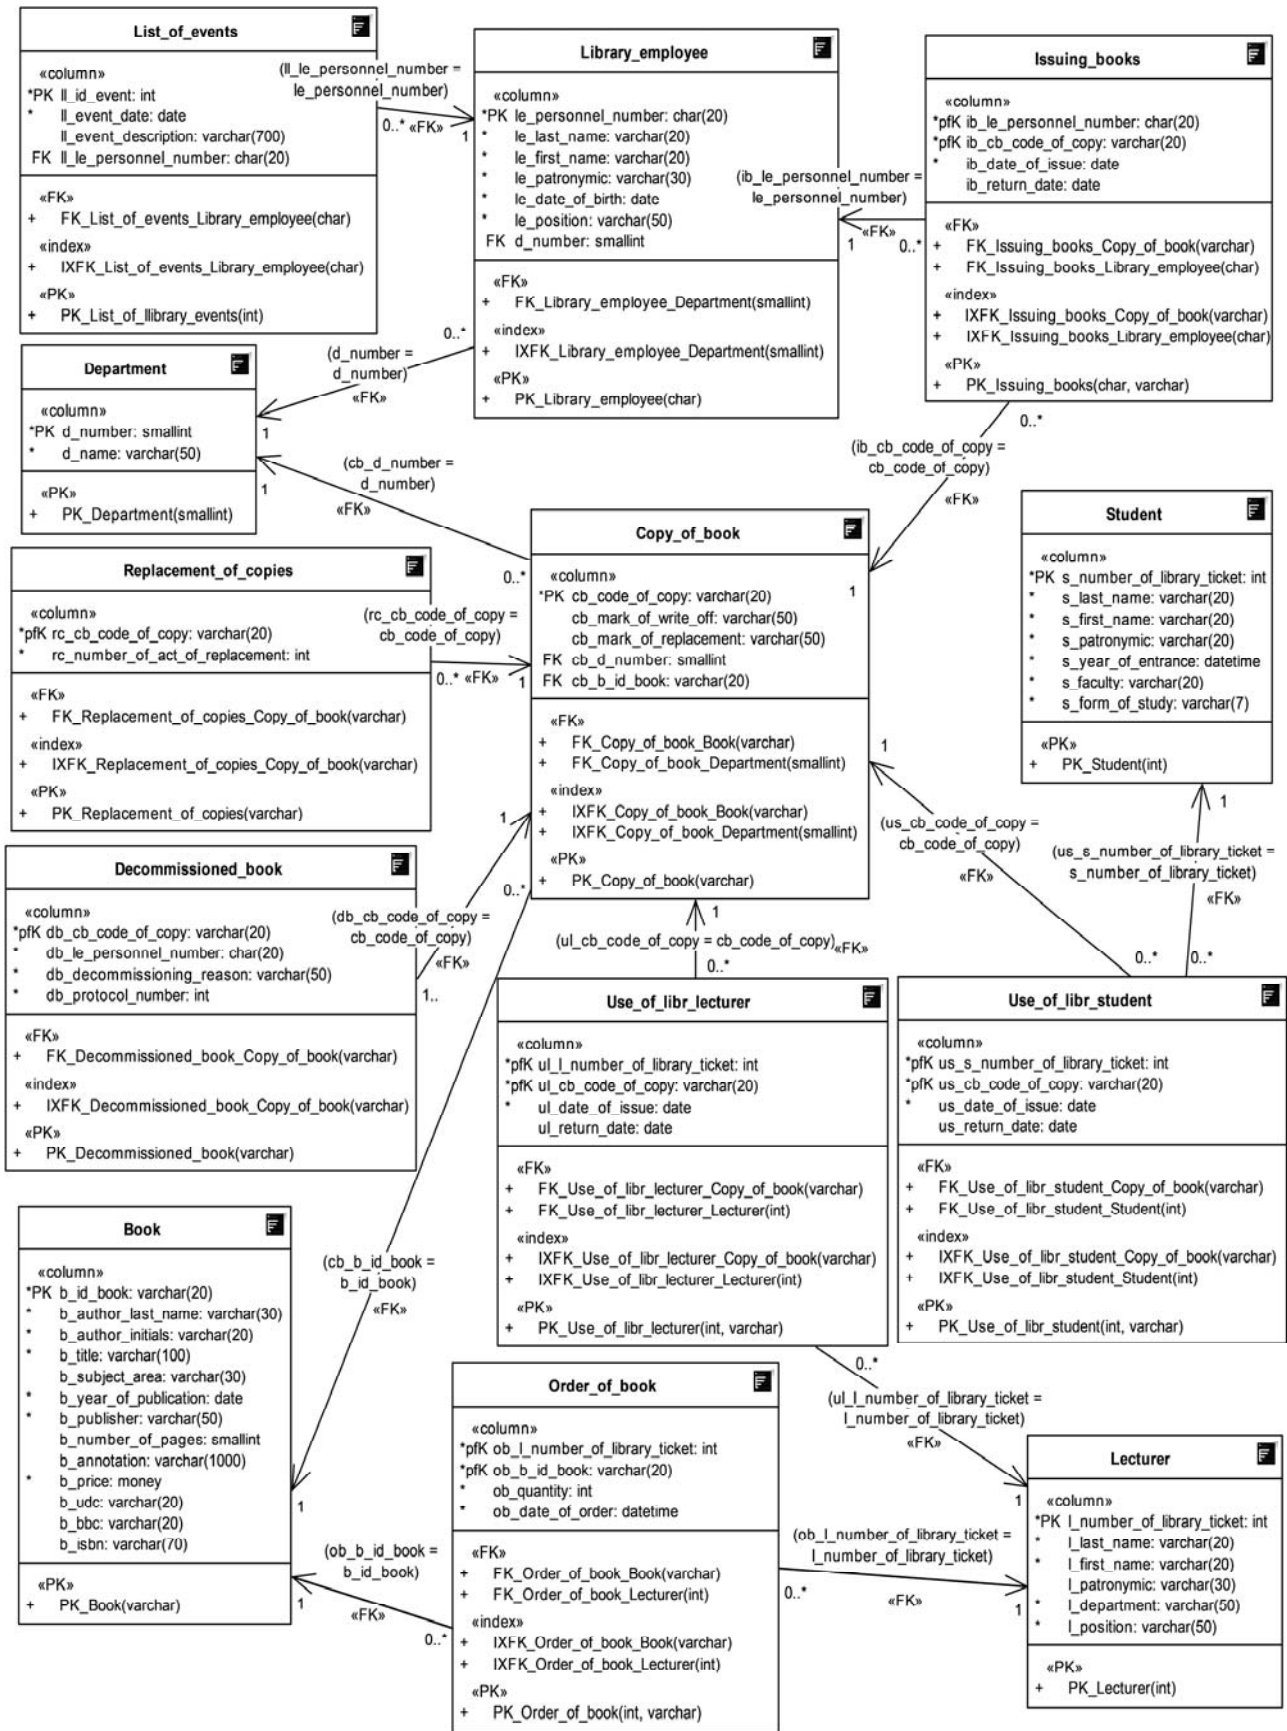 List_of_events
«column»
*PK ll_id_event: int
* ll_event_date: date
ll_event_description: varchar(700)
FK ll_le_personnel_number: char(20)
«FK»
+ FK_List_of_events_Library_employee(char)
«index»
+ IXFK_List_of_events_Library_employee(char)
«PK»
+ PK_List_of_llibrary_events(int)
(ll_le_personnel_number =
le_personnel_number)
0..* «FK» 1
Library_employee
«column»
*PK le_personnel_number: char(20)
* le_last_name: varchar(20)
* le_first_name: varchar(20)
* le_patronymic: varchar(30)
* le_date_of_birth: date
* le_position: varchar(50)
FK d_number: smallint
«FK»
+ FK_Library_employee_Department(smallint)
«index»
+ IXFK_Library_employee_Department(smallint)
«PK»
+ PK_Library_employee(char)
(ib_le_personnel_number =
le_personnel_number)
1 «FK» 0..*
Issuing_books
«column»
*pfK ib_le_personnel_number: char(20)
*pfK ib_cb_code_of_copy: varchar(20)
* ib_date_of_issue: date
ib_return_date: date
«FK»
+ FK_Issuing_books_Copy_of_book(varchar)
+ FK_Issuing_books_Library_employee(char)
«index»
+ IXFK_Issuing_books_Copy_of_book(varchar)
+ IXFK_Issuing_books_Library_employee(char)
«PK»
+ PK_Issuing_books(char, varchar)
0..*
(d_number =
d_number)
«FK»
1
Department
«column»
*PK d_number: smallint
* d_name: varchar(50)
«PK»
+ PK_Department(smallint)
1
(cb_d_number =
d_number)
«FK»
0..*
0..*
(ib_cb_code_of_copy =
cb_code_of_copy)
«FK»
1
Copy_of_book
«column»
*PK cb_code_of_copy: varchar(20)
cb_mark_of_write_off: varchar(50)
cb_mark_of_replacement: varchar(50)
FK cb_d_number: smallint
FK cb_b_id_book: varchar(20)
«FK»
+ FK_Copy_of_book_Book(varchar)
+ FK_Copy_of_book_Department(smallint)
«index»
+ IXFK_Copy_of_book_Book(varchar)
+ IXFK_Copy_of_book_Department(smallint)
«PK»
+ PK_Copy_of_book(varchar)
Student
«column»
*PK s_number_of_library_ticket: int
* s_last_name: varchar(20)
* s_first_name: varchar(20)
* s_patronymic: varchar(20)
* s_year_of_entrance: datetime
* s_faculty: varchar(20)
* s_form_of_study: varchar(7)
«PK»
+ PK_Student(int)
Replacement_of_copies
«column»
*pfK rc_cb_code_of_copy: varchar(20)
* rc_number_of_act_of_replacement: int
«FK»
+ FK_Replacement_of_copies_Copy_of_book(varchar)
«index»
+ IXFK_Replacement_of_copies_Copy_of_book(varchar)
«PK»
+ PK_Replacement_of_copies(varchar)
(rc_cb_code_of_copy =
cb_code_of_copy)
0..* «FK» 1
1
(us_cb_code_of_copy =
cb_code_of_copy)
«FK»
0..*
1
(us_s_number_of_library_ticket =
s_number_of_library_ticket)
«FK»
0..*
Decommissioned_book
«column»
*pfK db_cb_code_of_copy: varchar(20)
* db_le_personnel_number: char(20)
* db_decommissioning_reason: varchar(50)
* db_protocol_number: int
«FK»
+ FK_Decommissioned_book_Copy_of_book(varchar)
«index»
+ IXFK_Decommissioned_book_Copy_of_book(varchar)
«PK»
+ PK_Decommissioned_book(varchar)
1
0..*
(db_cb_code_of_copy =
cb_code_of_copy)
«FK»
1..
1
(ul_cb_code_of_copy = cb_code_of_copy) «FK»
0..*
Use_of_libr_lecturer
«column»
*pfK ul_l_number_of_library_ticket: int
*pfK ul_cb_code_of_copy: varchar(20)
* ul_date_of_issue: date
ul_return_date: date
«FK»
+ FK_Use_of_libr_lecturer_Copy_of_book(varchar)
+ FK_Use_of_libr_lecturer_Lecturer(int)
«index»
+ IXFK_Use_of_libr_lecturer_Copy_of_book(varchar)
+ IXFK_Use_of_libr_lecturer_Lecturer(int)
«PK»
+ PK_Use_of_libr_lecturer(int, varchar)
Use_of_libr_student
«column»
*pfK us_s_number_of_library_ticket: int
*pfK us_cb_code_of_copy: varchar(20)
* us_date_of_issue: date
us_return_date: date
«FK»
+ FK_Use_of_libr_student_Copy_of_book(varchar)
+ FK_Use_of_libr_student_Student(int)
«index»
+ IXFK_Use_of_libr_student_Copy_of_book(varchar)
+ IXFK_Use_of_libr_student_Student(int)
«PK»
+ PK_Use_of_libr_student(int, varchar)
Book
«column»
*PK b_id_book: varchar(20)
* b_author_last_name: varchar(30)
* b_author_initials: varchar(20)
* b_title: varchar(100)
b_subject_area: varchar(30)
* b_year_of_publication: date
* b_publisher: varchar(50)
b_number_of_pages: smallint
b_annotation: varchar(1000)
* b_price: money
b_udc: varchar(20)
b_bbc: varchar(20)
b_isbn: varchar(70)
«PK»
+ PK_Book(varchar)
(cb_b_id_book =
b_id_book)
«FK»
1
(ob_b_id_book =
b_id_book)
1 «FK» 0..*
Order_of_book
«column»
*pfK ob_l_number_of_library_ticket: int
*pfK ob_b_id_book: varchar(20)
* ob_quantity: int
* ob_date_of_order: datetime
«FK»
+ FK_Order_of_book_Book(varchar)
+ FK_Order_of_book_Lecturer(int)
«index»
+ IXFK_Order_of_book_Book(varchar)
+ IXFK_Order_of_book_Lecturer(int)
«PK»
+ PK_Order_of_book(int, varchar)
0..*
(ul_l_number_of_library_ticket =
l_number_of_library_ticket)
«FK»
1
(ob_l_number_of_library_ticket =
l_number_of_library_ticket)
0..* «FK» 1
Lecturer
«column»
*PK l_number_of_library_ticket: int
* l_last_name: varchar(20)
* l_first_name: varchar(20)
l_patronymic: varchar(30)
* l_department: varchar(50)
* l_position: varchar(50)
«PK»
+ PK_Lecturer(int)